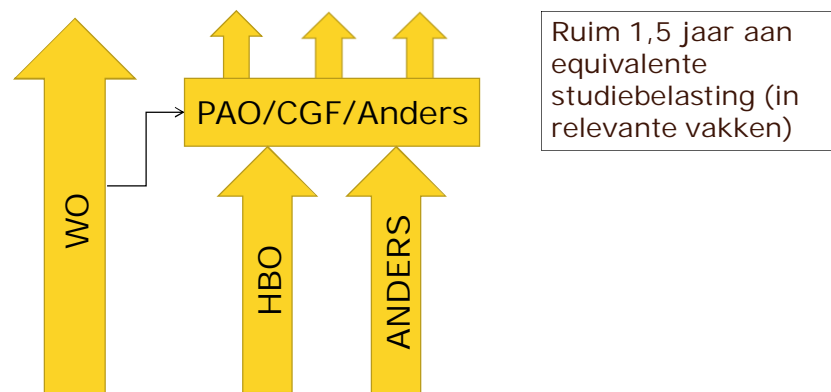 Ruim 1,5 jaar aan
equivalente
studiebelasting (in
relevante vakken)
PAO/CGF/Anders
WO
HBO
ANDERS